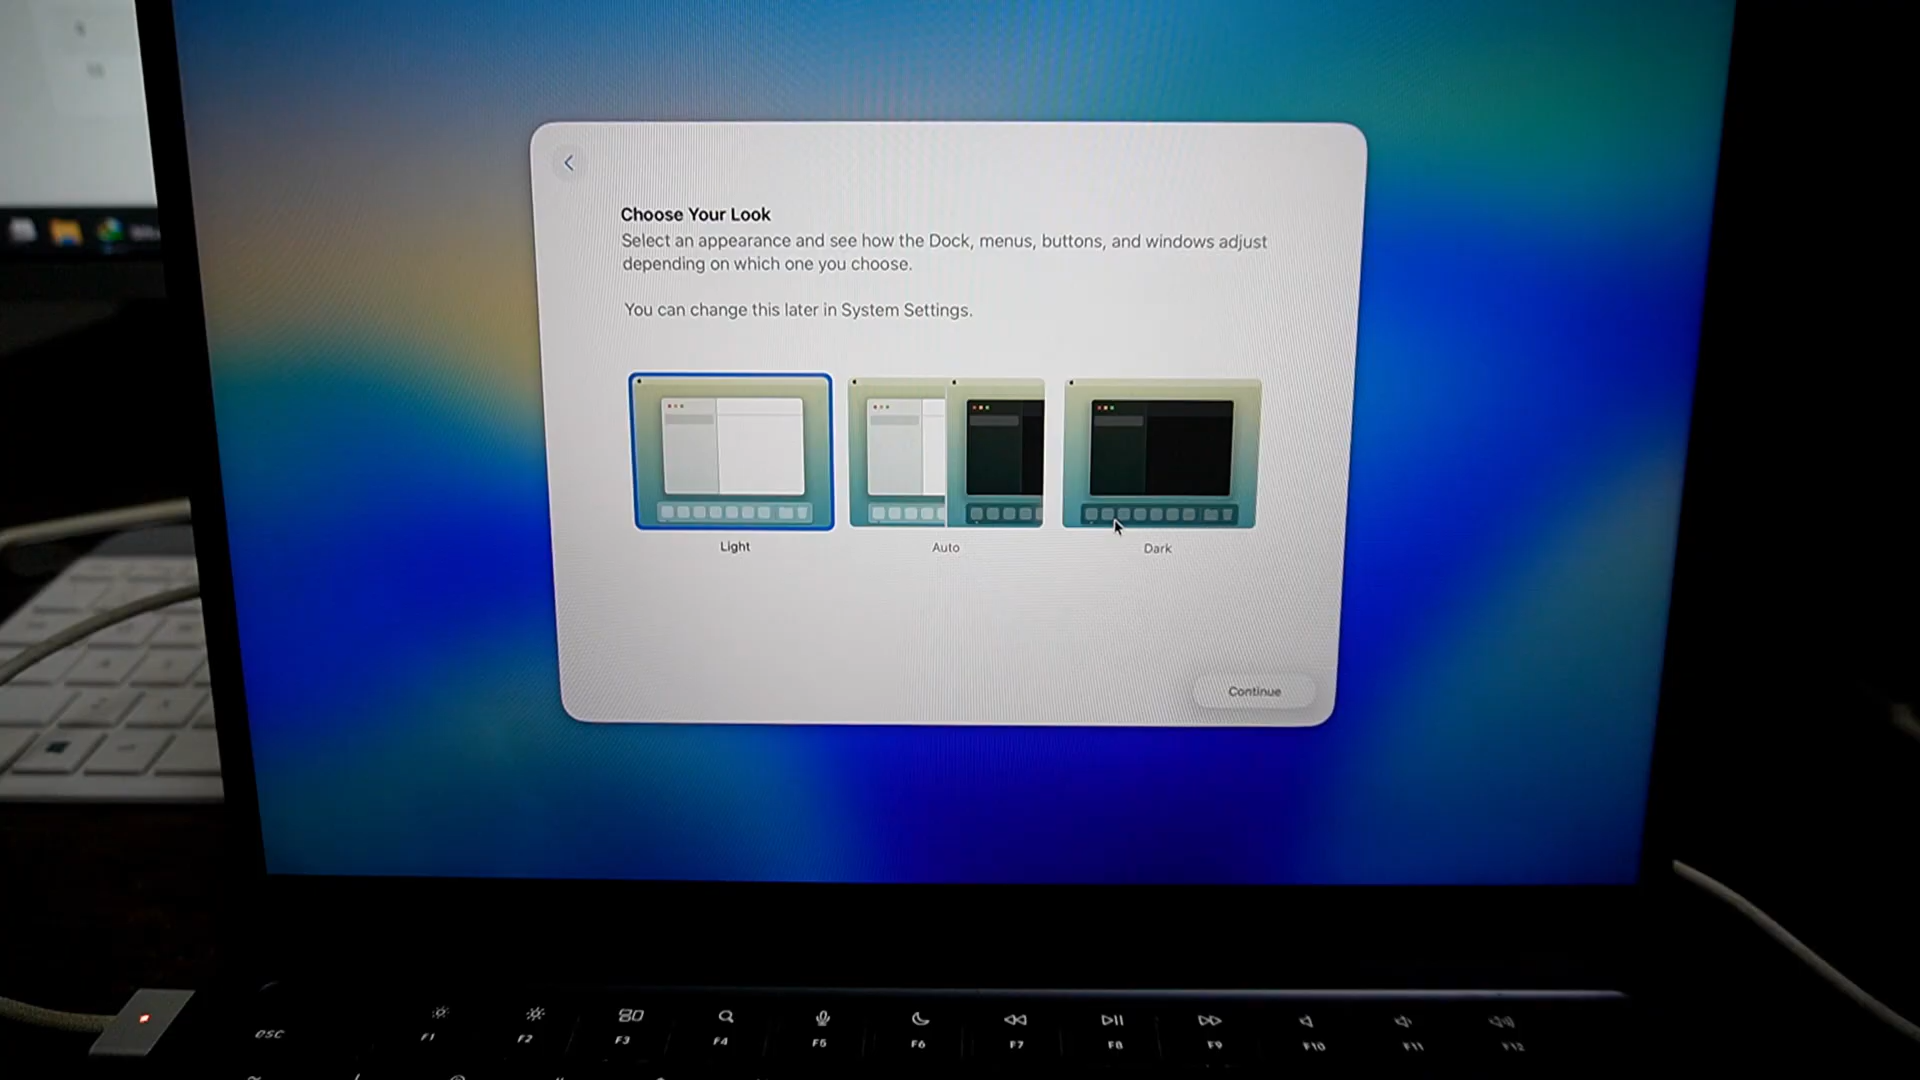 Choose Your Look
Select an appearance and see how the Dock, menus, buttons, and windows adjust
depending on which one you choose.
You can change this later in System Settings.
Light
Auto
Dark
Continue
esc
F1
F2
F3
F4
F5
F6
F7
F8
F9
F10
F11
F12